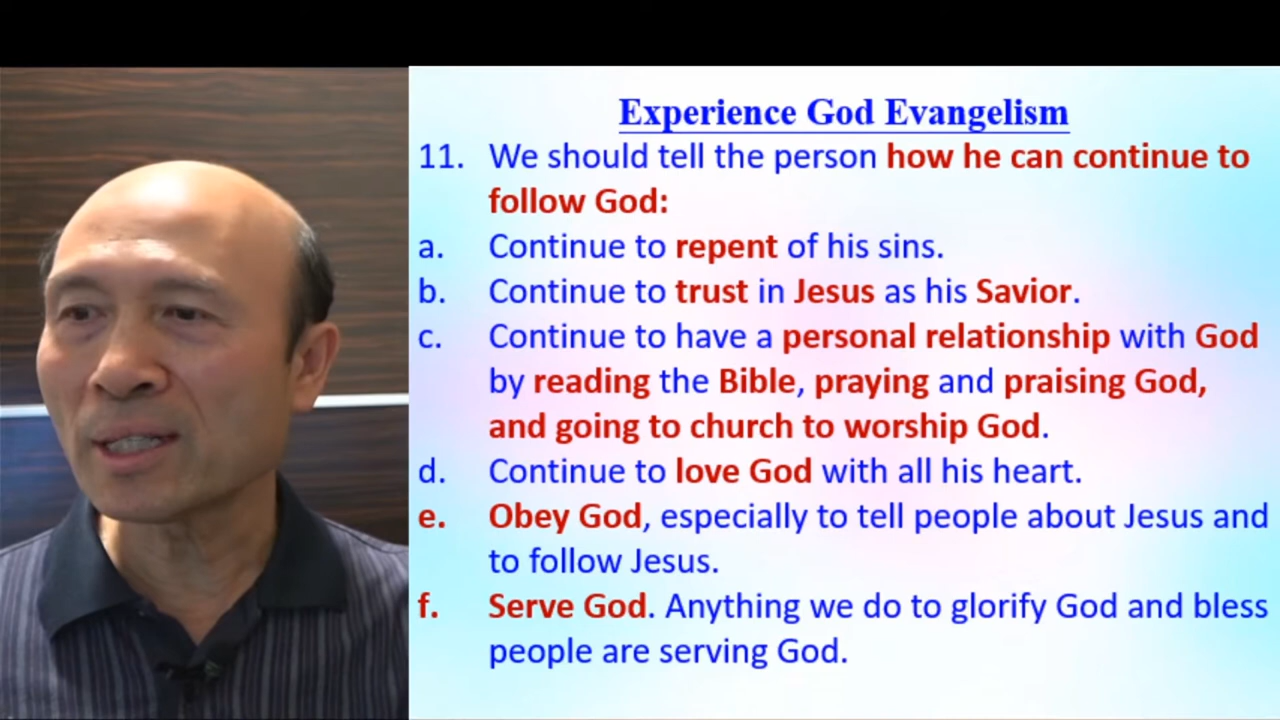 Experience God Evangelism
11. We should tell the person how he can continue to
follow God:
a. Continue to repent of his sins.
b. Continue to trust in Jesus as his Savior.
c. Continue to have a personal relationship with God
by reading the Bible, praying and praising God,
and going to church to worship God.
d. Continue to love God with all his heart.
e. Obey God, especially to tell people about Jesus and
to follow Jesus.
f. Serve God. Anything we do to glorify God and bless
people are serving God.